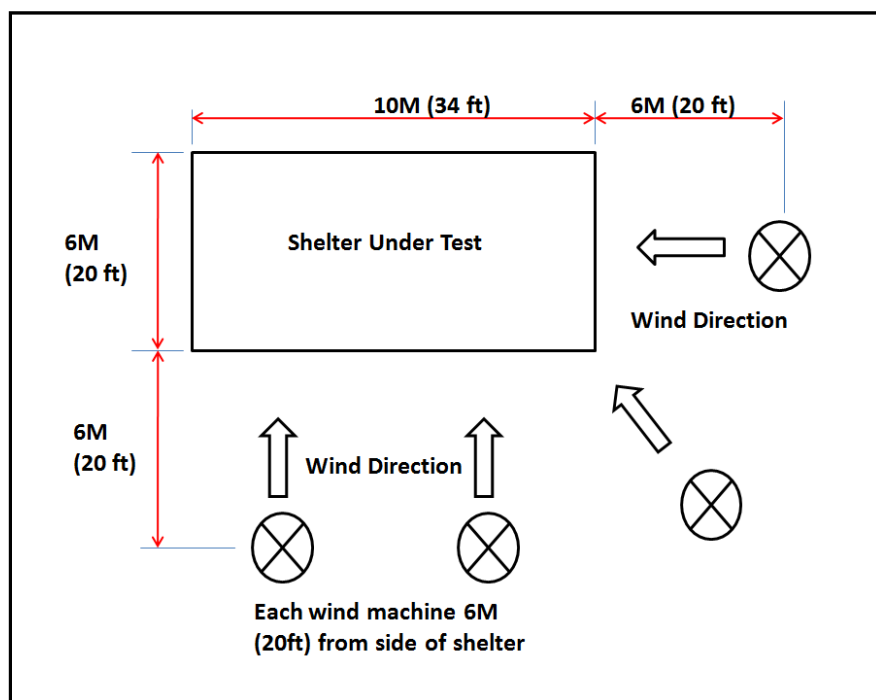 10M (34 ft)
6M (20 ft)
6M
(20 ft)
Shelter Under Test
Wind Direction
6M
(20 ft)
Wind Direction
Each wind machine 6M
(20ft) from side of shelter